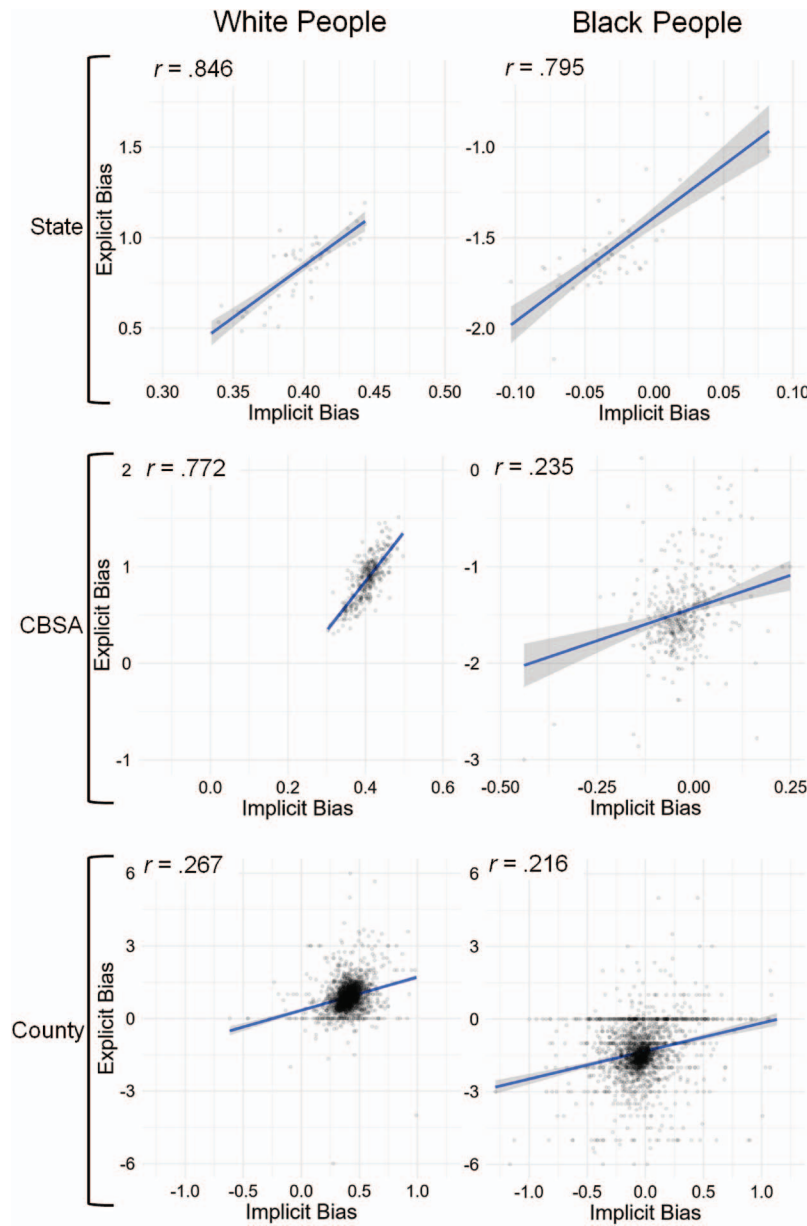 White People
Black People
State
r = .846
Explicit Bias
1.5
1.0
0.5
0.30 0.35 0.40 0.45 0.50
Implicit Bias
r = .795
-1.0
-1.5
-2.0
-0.10 -0.05 0.00 0.05 0.10
Implicit Bias
CBSA
r = .772
Explicit Bias
2
1
0
-1
0.0 0.2 0.4 0.6
Implicit Bias
r = .235
0
-1
-2
-3
-0.50 -0.25 0.00 0.25
Implicit Bias
County
r = .267
Explicit Bias
6
3
0
-3
-6
-1.0 -0.5 0.0 0.5 1.0
Implicit Bias
r = .216
6
3
0
-3
-6
-1.0 -0.5 0.0 0.5 1.0
Implicit Bias